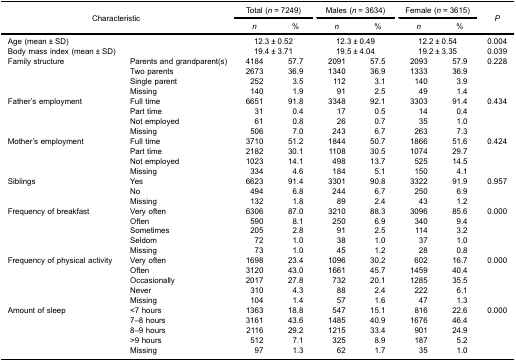 Characteristic Total (n = 7249) Males (n = 3634) Female (n = 3615) P
n % n % n %
Age (mean ± SD) 12.3 ± 0.52 12.3 ± 0.49 12.2 ± 0.54 0.004
Body mass index (mean ± SD) 19.4 ± 3.71 19.5 ± 4.04 19.2 ± 3.35 0.039
Family structure Parents and grandparent(s) 4184 57.7 2091 57.5 2093 57.9 0.228
Two parents 2673 36.9 1340 36.9 1333 36.9
Single parent 252 3.5 112 3.1 140 3.9
Missing 140 1.9 91 2.5 49 1.4
Father's employment Full time 6651 91.8 3348 92.1 3303 91.4 0.434
Part time 31 0.4 17 0.5 14 0.4
Not employed 61 0.8 26 0.7 35 1.0
Missing 506 7.0 243 6.7 263 7.3
Mother's employment Full time 3710 51.2 1844 50.7 1866 51.6 0.424
Part time 2182 30.1 1108 30.5 1074 29.7
Not employed 1023 14.1 498 13.7 525 14.5
Missing 334 4.6 184 5.1 150 4.1
Siblings Yes 6623 91.4 3301 90.8 3322 91.9 0.957
No 494 6.8 244 6.7 250 6.9
Missing 132 1.8 89 2.4 43 1.2
Frequency of breakfast Very often 6306 87.0 3210 88.3 3096 85.6 0.000
Often 590 8.1 250 6.9 340 9.4
Sometimes 205 2.8 91 2.5 114 3.2
Seldom 72 1.0 38 1.0 37 1.0
Missing 73 1.0 45 1.2 28 0.8
Frequency of physical activity Very often 1698 23.4 1096 30.2 602 16.7 0.000
Often 3120 43.0 1661 45.7 1459 40.4
Occasionally 2017 27.8 732 20.1 1285 35.5
Never 310 4.3 88 2.4 222 6.1
Missing 104 1.4 57 1.6 47 1.3
Amount of sleep <7 hours 1363 18.8 547 15.1 816 22.6 0.000
7–8 hours 3161 43.6 1485 40.9 1676 46.4
8–9 hours 2116 29.2 1215 33.4 901 24.9
>9 hours 512 7.1 325 8.9 187 5.2
Missing 97 1.3 62 1.7 35 1.0